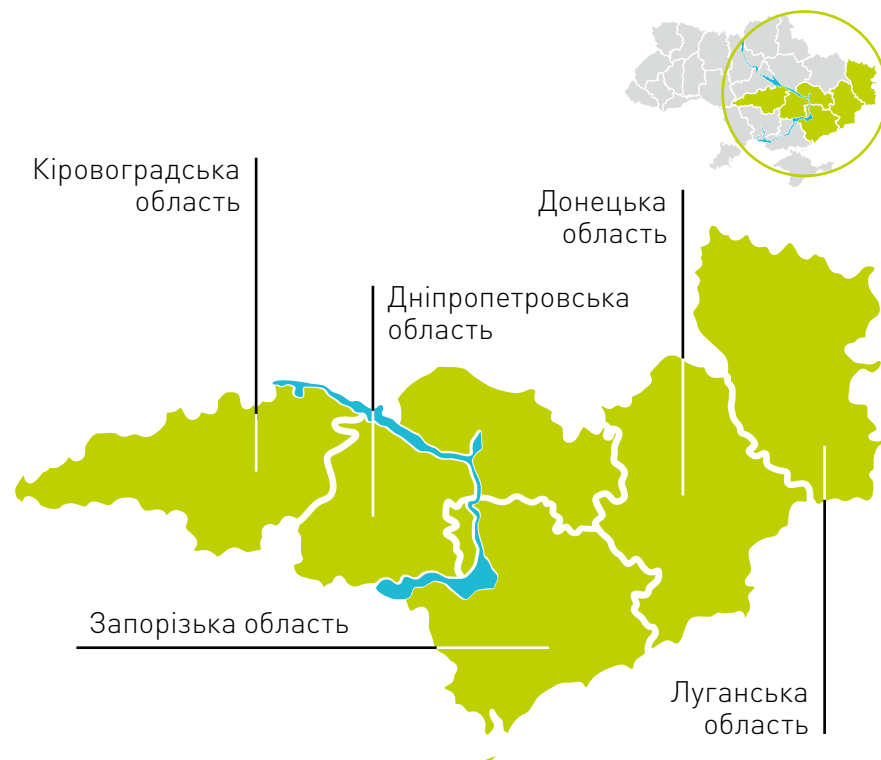 Кіровоградська
область
Донецька
область
Дніпропетровська
область
Запорізька область
Луганська
область